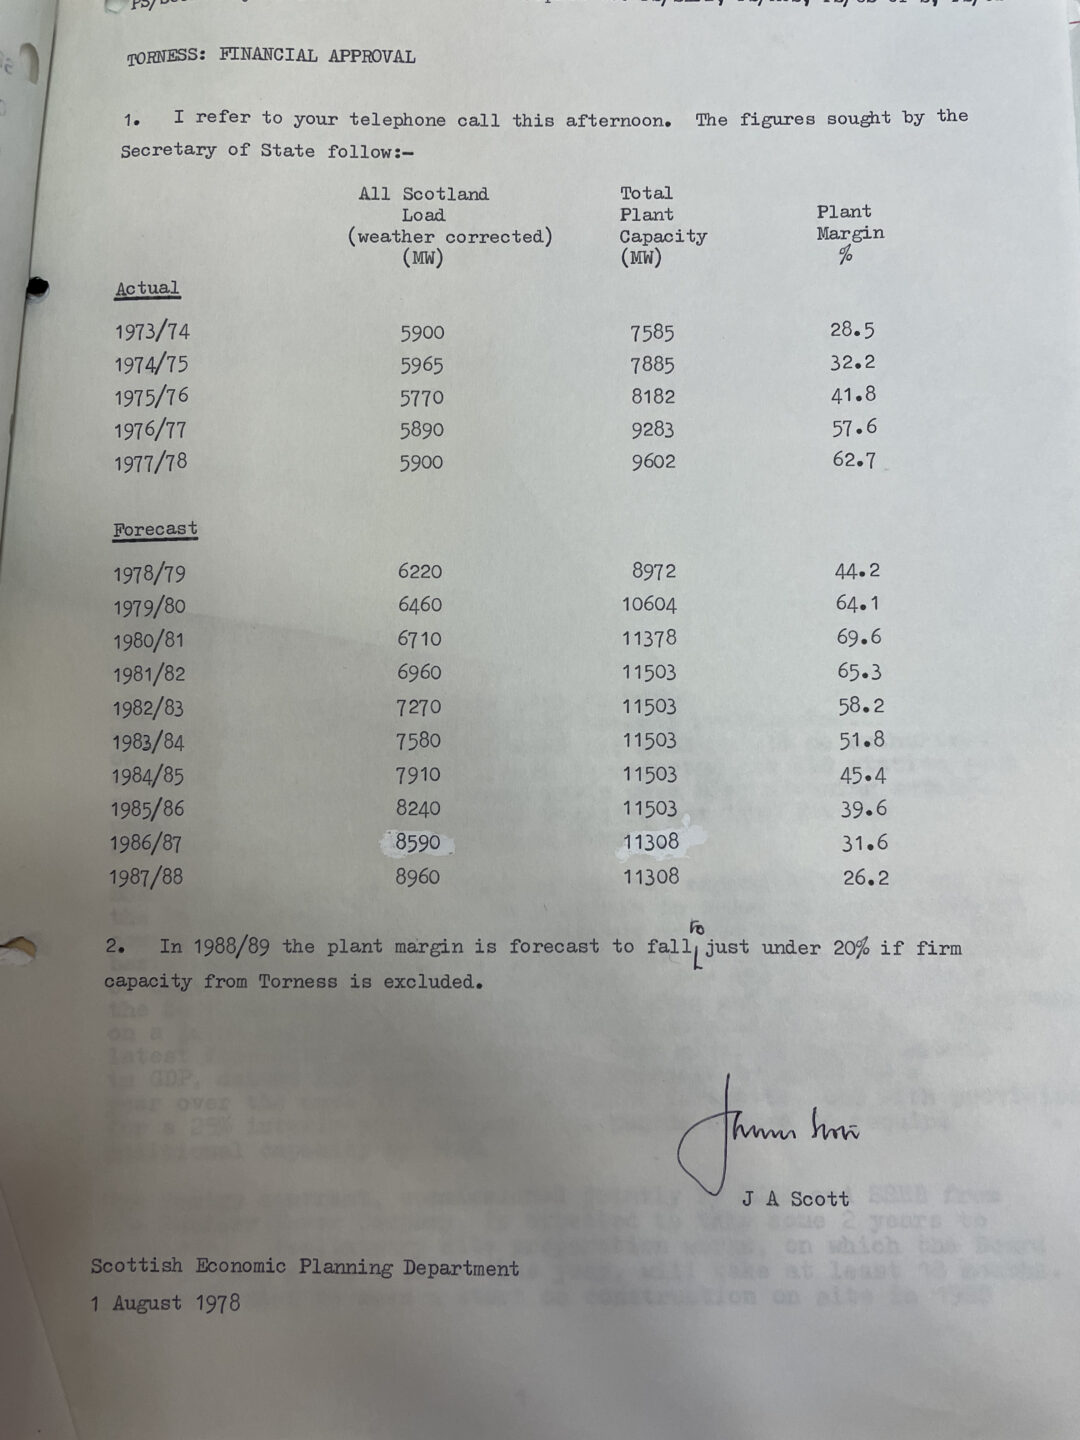 TORNESS: FINANCIAL APPROVAL
1. I refer to your telephone call this afternoon. The figures sought by the
Secretary of State follow:-
All Scotland Load (weather corrected) (MW) Total Plant Capacity (MW) Plant Margin %
Actual
1973/74 5900 7585 28.5
1974/75 5965 7885 32.2
1975/76 5770 8182 41.8
1976/77 5890 9283 57.6
1977/78 5900 9602 62.7
Forecast
1978/79 6220 8972 44.2
1979/80 6460 10604 64.1
1980/81 6710 11378 69.6
1981/82 6960 11503 65.3
1982/83 7270 11503 58.2
1983/84 7580 11503 51.8
1984/85 7910 11503 45.4
1985/86 8240 11503 39.6
1986/87 8590 11308 31.6
1987/88 8960 11308 26.2
2. In 1988/89 the plant margin is forecast to fall to just under 20% if firm
capacity from Torness is excluded.
J A Scott
Scottish Economic Planning Department
1 August 1978